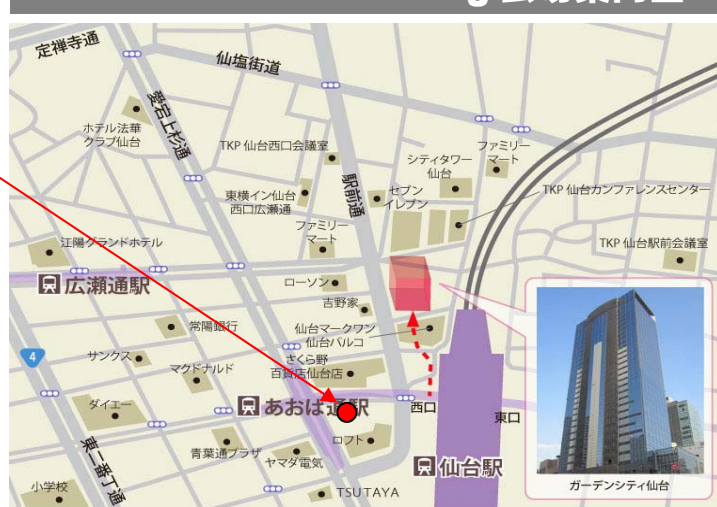 定禅寺通
仙塩街道
愛宕上杉通
ホテル法華
クラブ仙台
TKP 仙台西口会議室
シティタワー
仙台
ファミリー
マート
駅前通
東横イン仙台
西口広瀬通
セブン
イレブン
TKP 仙台カンファレンスセンター
ファミリー
マート
江陽グランドホテル
TKP 仙台駅前会議室
広瀬通駅
ローソン
吉野家
常陽銀行
仙台マークワン
仙台パルコ
4
サンクス
マクドナルド
さくら野
百貨店仙台店
ダイエー
あおば通駅
西口
東口
東二番丁通
青葉通プラザ
ヤマダ電気
ロフト
仙台駅
小学校
TSUTAYA
ガーデンシティ仙台